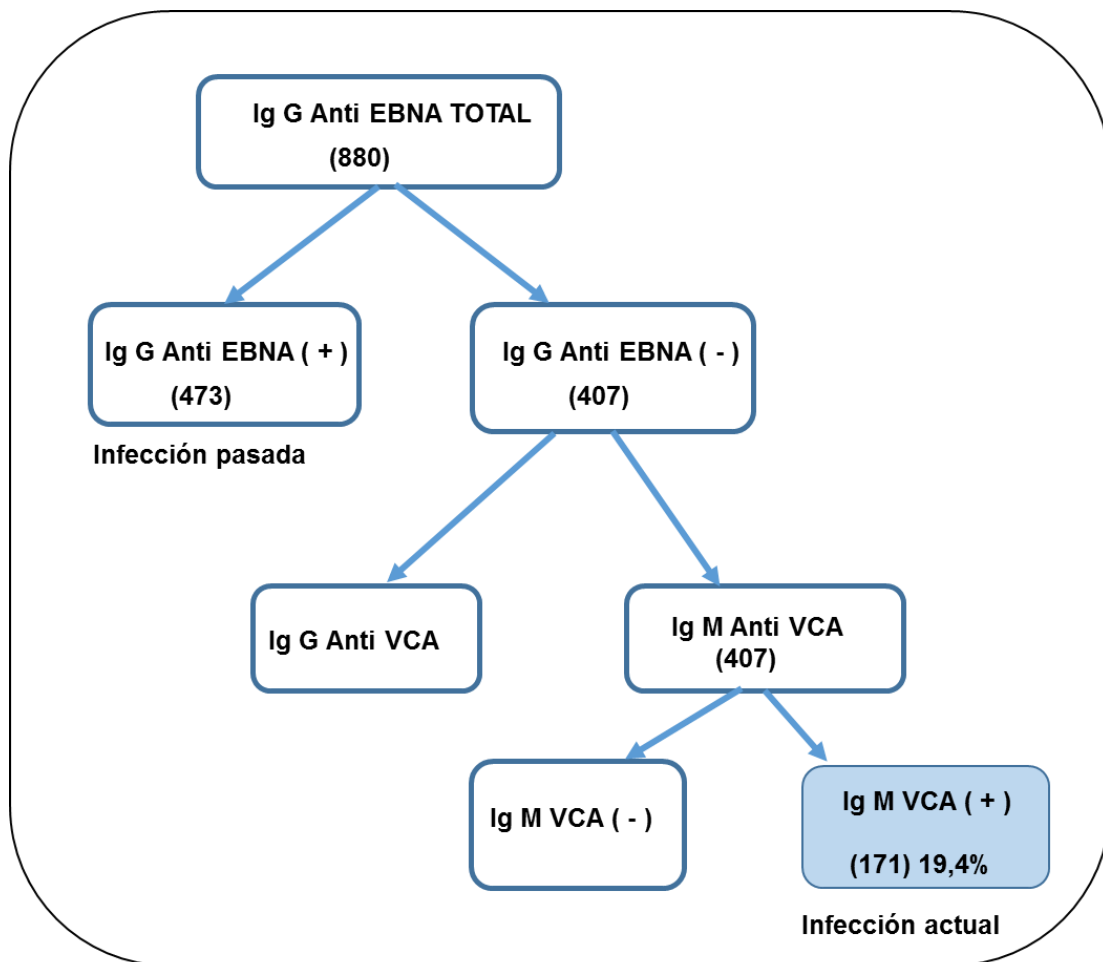 Ig G Anti EBNA TOTAL
(880)
Ig G Anti EBNA ( + )
(473)
Infección pasada
Ig G Anti EBNA ( - )
(407)
Ig G Anti VCA
Ig M Anti VCA
(407)
Ig M VCA ( - )
Ig M VCA ( + )
(171) 19,4%
Infección actual